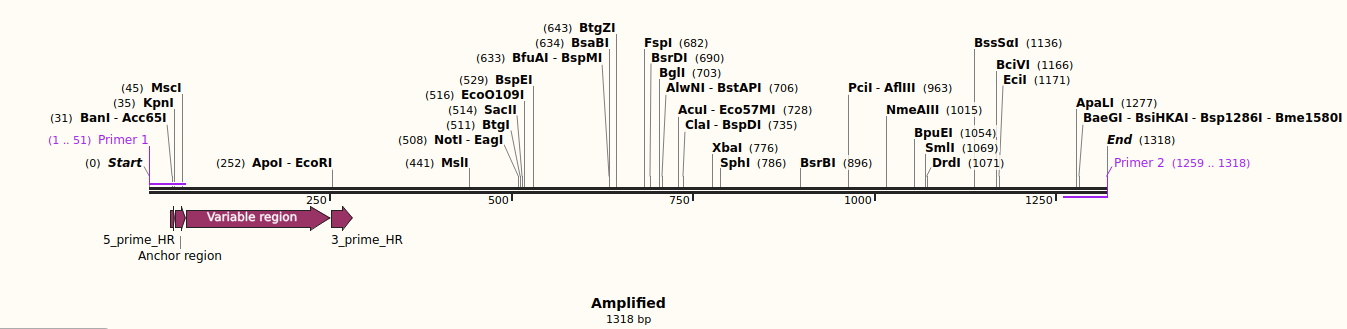 (643) BtgZI
(634) BsaBI
FspI (682)
BssSαI (1136)
(633) BfuAI - BspMI
BsrDI (690)
BciVI (1166)
BglI (703)
(529) BspEI
EciI (1171)
(45) MscI
AlwNI - BstAPI (706)
PciI - AflIII (963)
(516) EcoO109I
(35) KpnI
ApaLI (1277)
(514) SacII
AcuI - Eco57MI (728)
NmeAIII (1015)
(31) BanI - Acc65I
BaeGI - BsiHKAI - Bsp1286I - Bme1580I
(511) BtgI
ClaI - BspDI (735)
BpuEI (1054)
(1 .. 51) Primer 1
(508) NotI - EagI
XbaI (776)
SmlI (1069)
End (1318)
(0) Start
(252) ApoI - EcoRI
(441) MslI
SphI (786)
BsrBI (896)
DrdI (1071)
Primer 2 (1259 .. 1318)
250
500
750
1000
1250
Variable region
5_prime_HR
3_prime_HR
Anchor region
Amplified
1318 bp